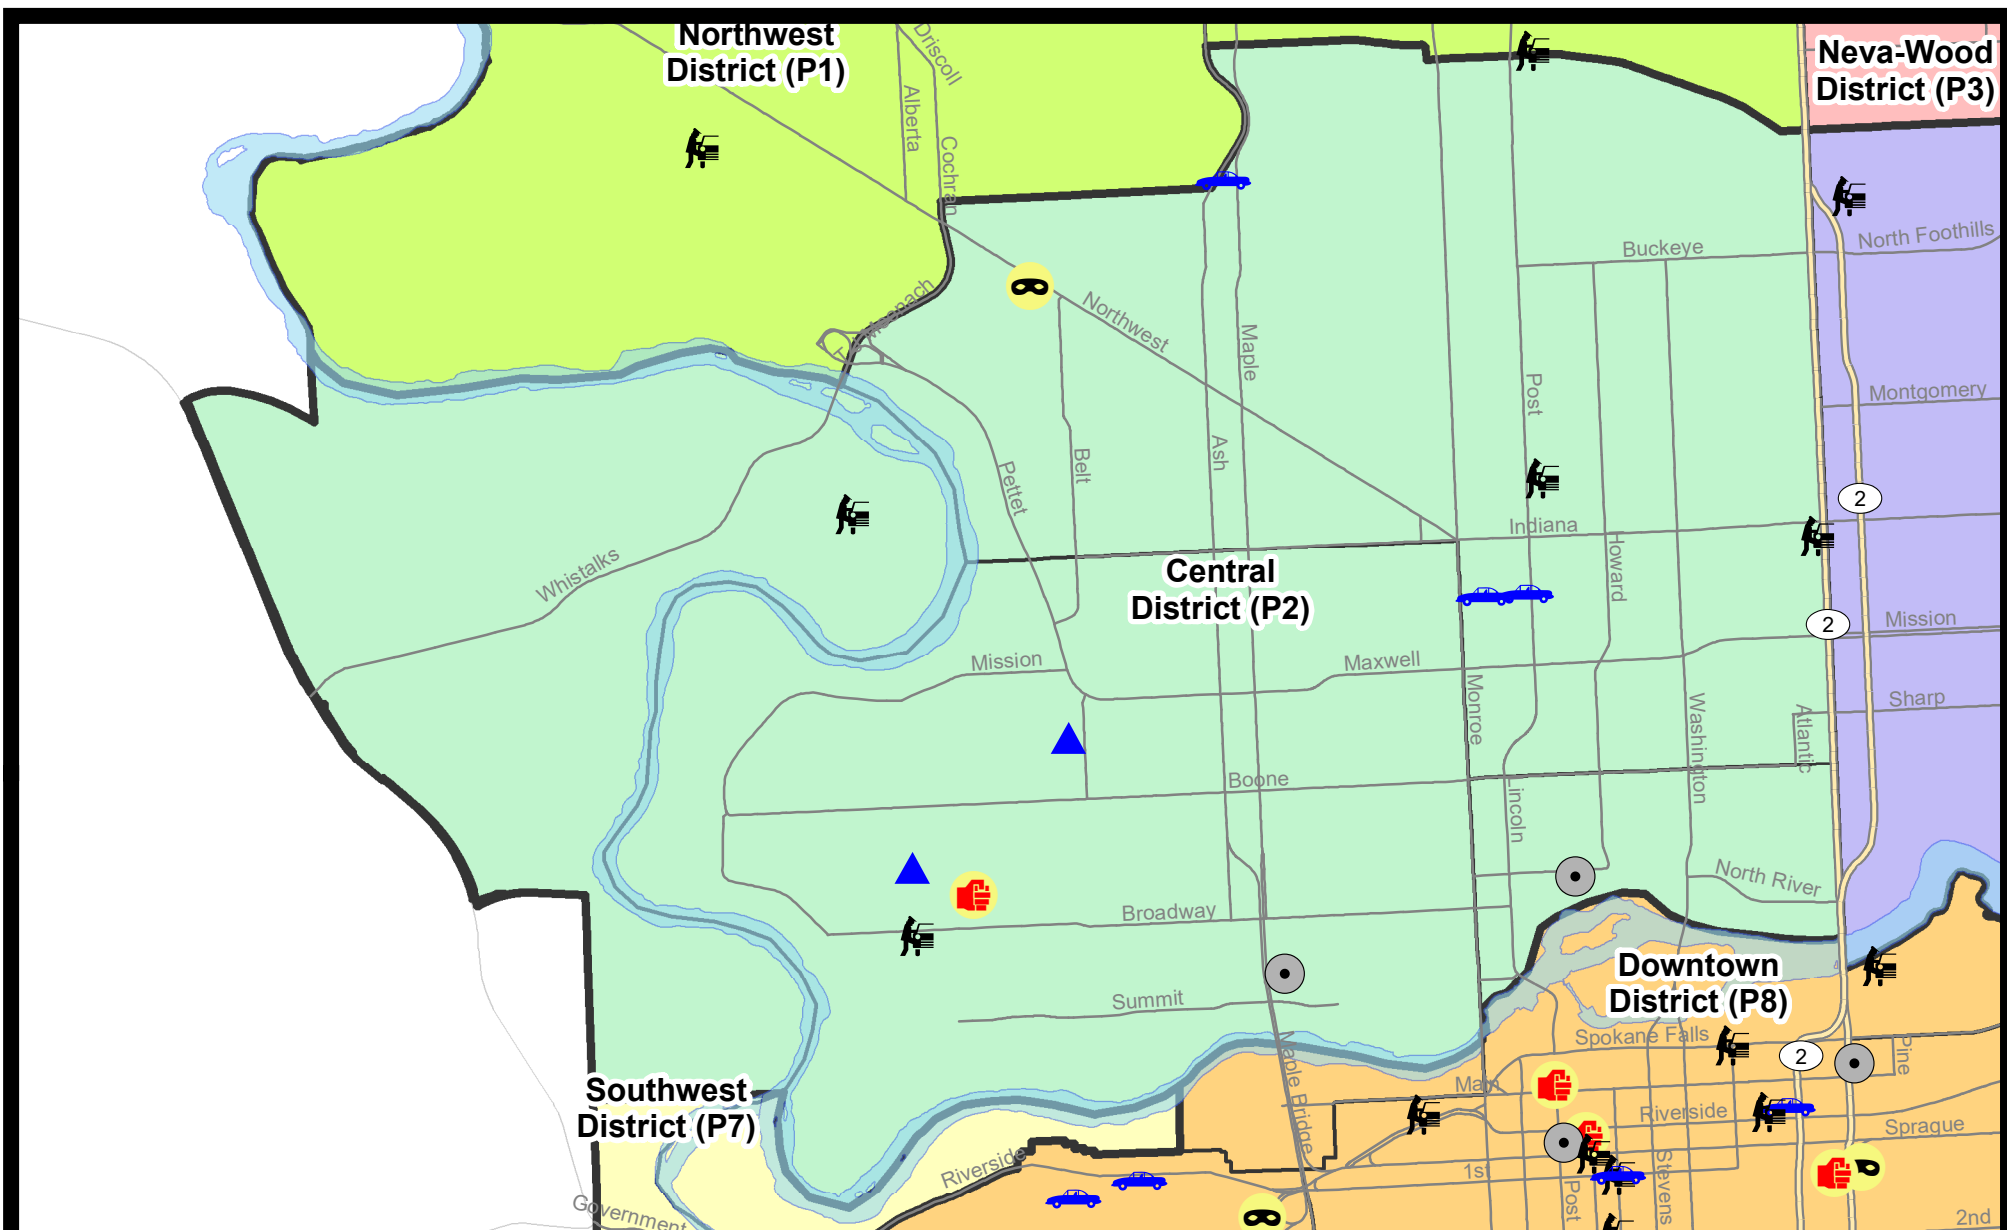 Northwest
District (P1)
Driscoll
Neva-Wood
District (P3)
Alberta
Cochran
North Foothills
Buckeye
Northwest
Maple
Post
Montgomery
Ash
Belt
Pettet
2
Indiana
Howard
Whistalks
Central
District (P2)
2
Mission
Mission
Maxwell
Monroe
Washington
Atlantic
Sharp
Boone
Lincoln
North River
Broadway
Downtown
District (P8)
Summit
Spokane Falls
2
Pine
Maple Bridge
Main
Southwest
District (P7)
Riverside
Sprague
Riverside
1st
Stevens
Post
Government
2nd